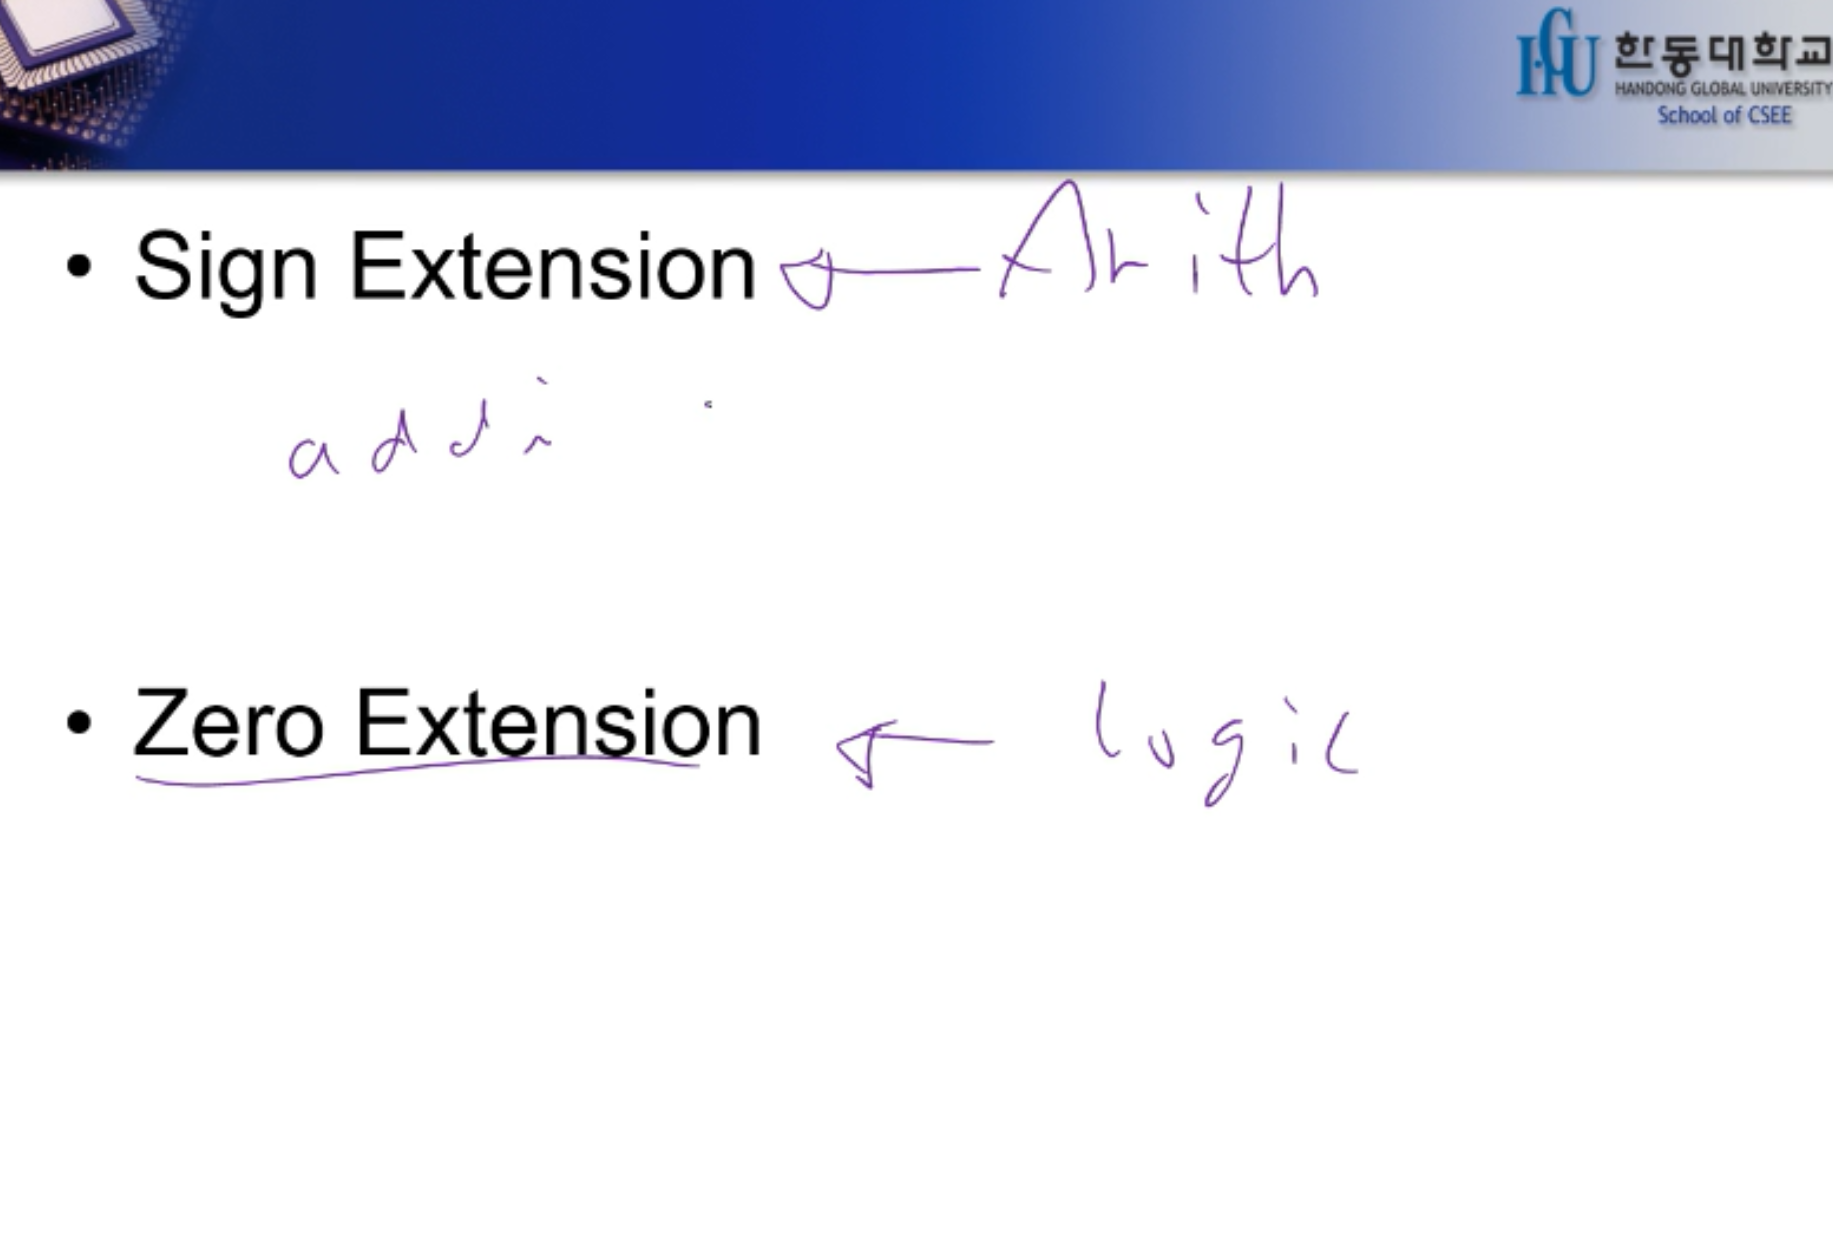 HGU 한동대학교
HANDONG GLOBAL UNIVERSITY
School of CSEE
• Sign Extension ← Arith
addi
• Zero Extension ← logic